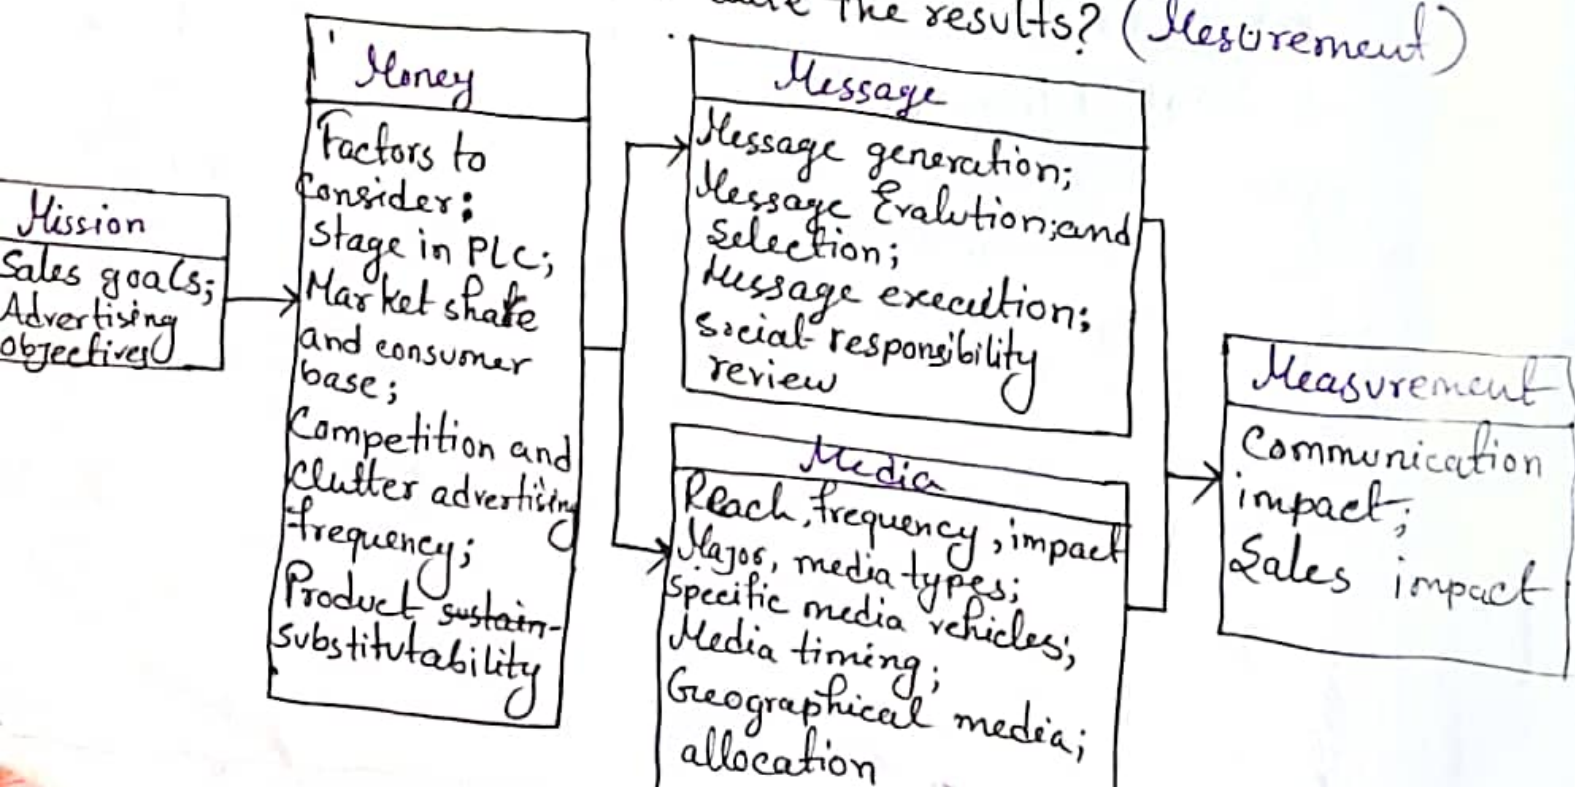 the results? (Mesurement)
Mission
Sales goals;
Advertising
objectives
Money
Factors to
consider:
stage in PLC;
Market share
and consumer
base;
Competition and
clutter advertising
frequency;
Product sustain-
substitutability
Message
Message generation;
Message Evalution;and
Selection;
Message execution;
social responsibility
review
Media
Reach, frequency, impact
Major, media types;
specific media vehicles;
Media timing;
Geographical media;
allocation
Measurement
Communication
impact;
Sales impact